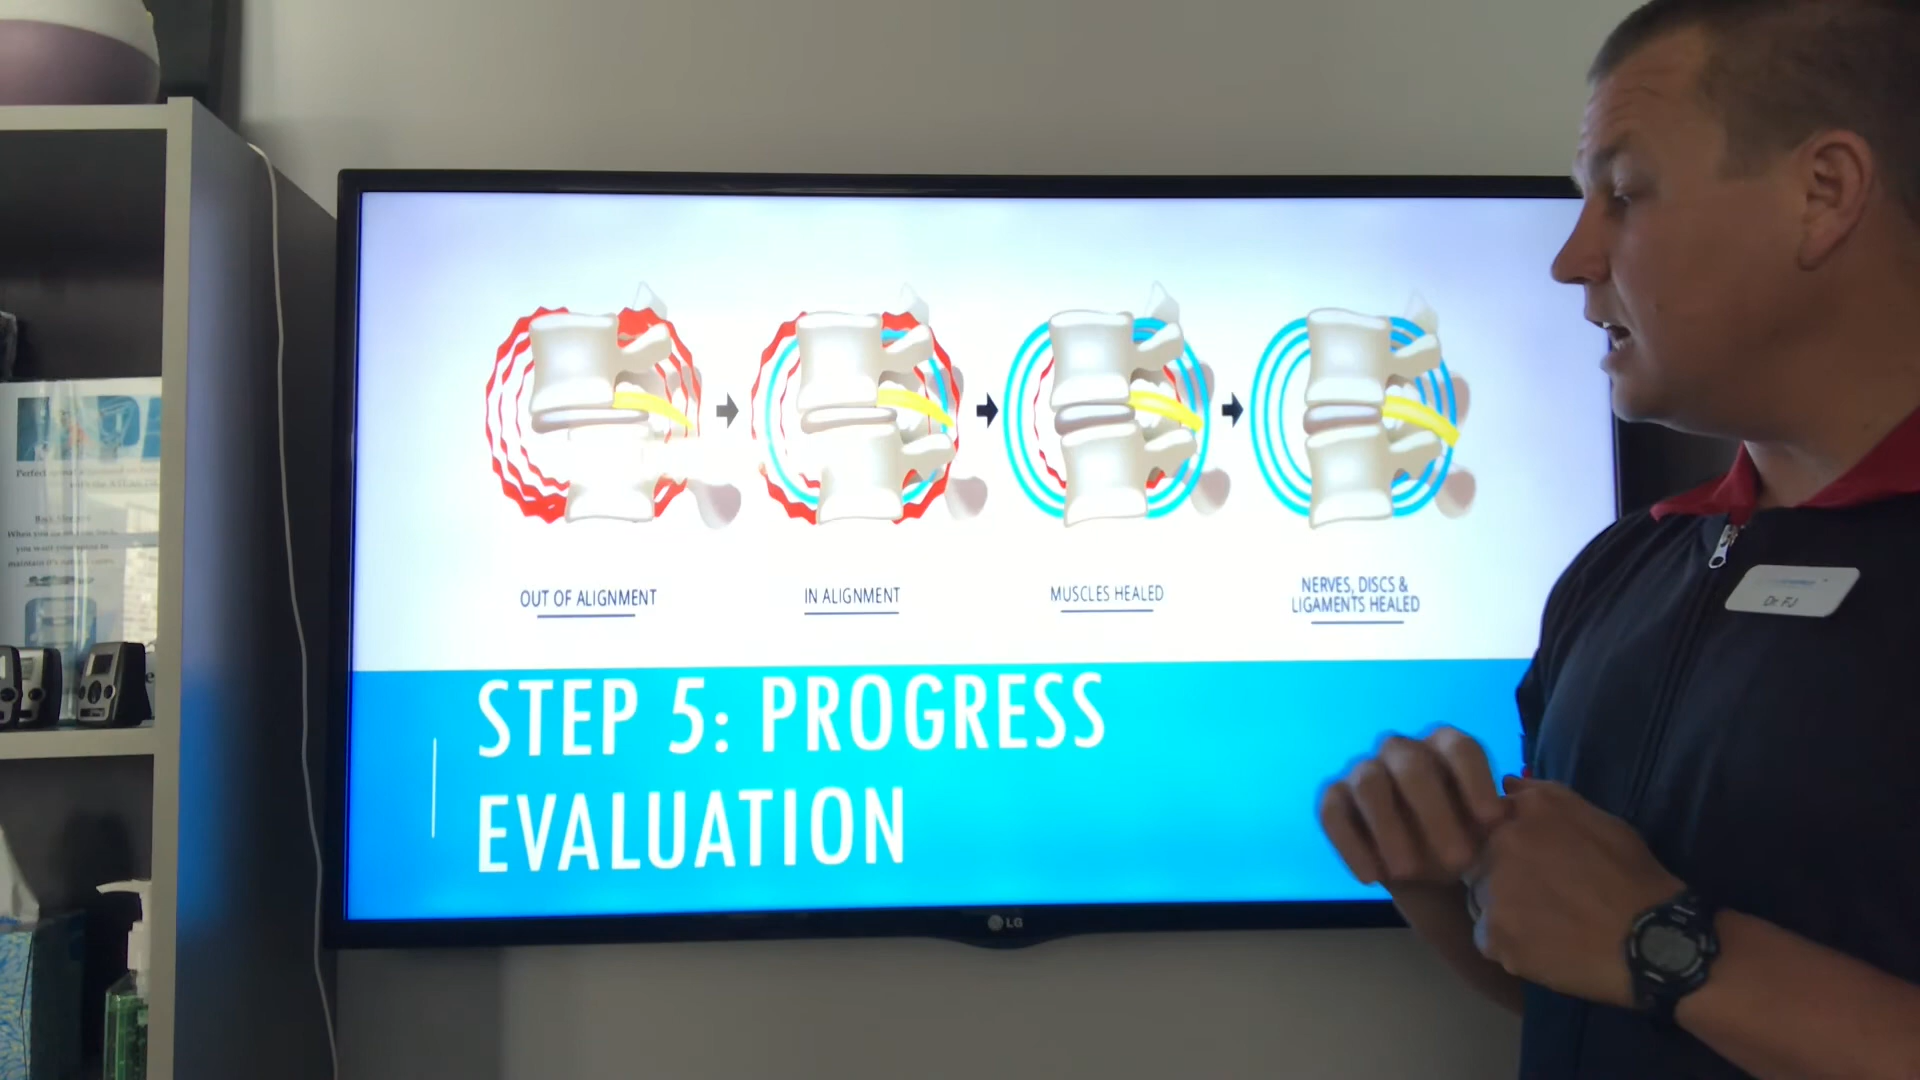 OUT OF ALIGNMENT
IN ALIGNMENT
MUSCLES HEALED
NERVES, DISCS &
LIGAMENTS HEALED
STEP 5: PROGRESS
EVALUATION
LG
Dr FJ